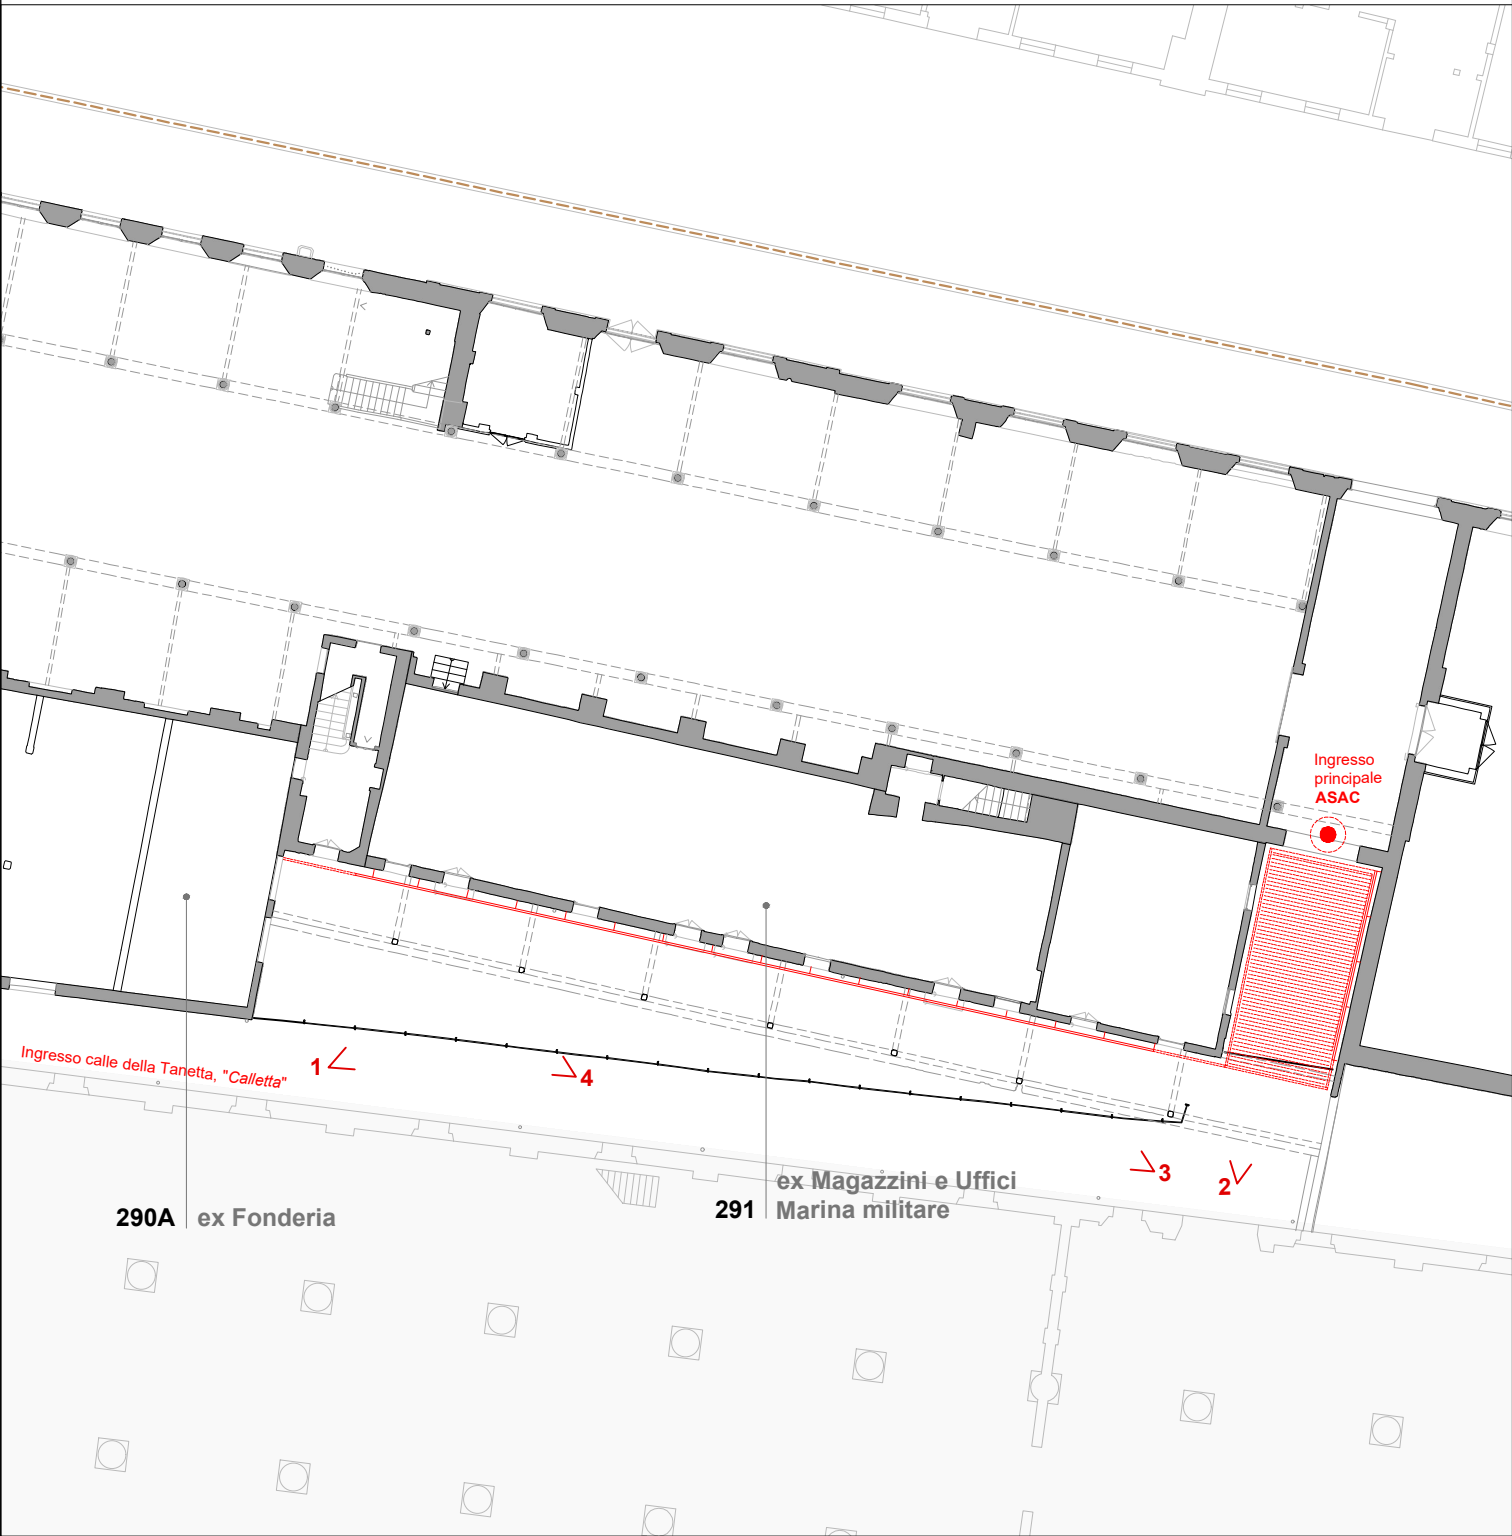 Ingresso
principale
ASAC
Ingresso calle della Tanetta, "Calletta"
1
4
3
2
290A ex Fonderia
ex Magazzini e Uffici
291 Marina militare